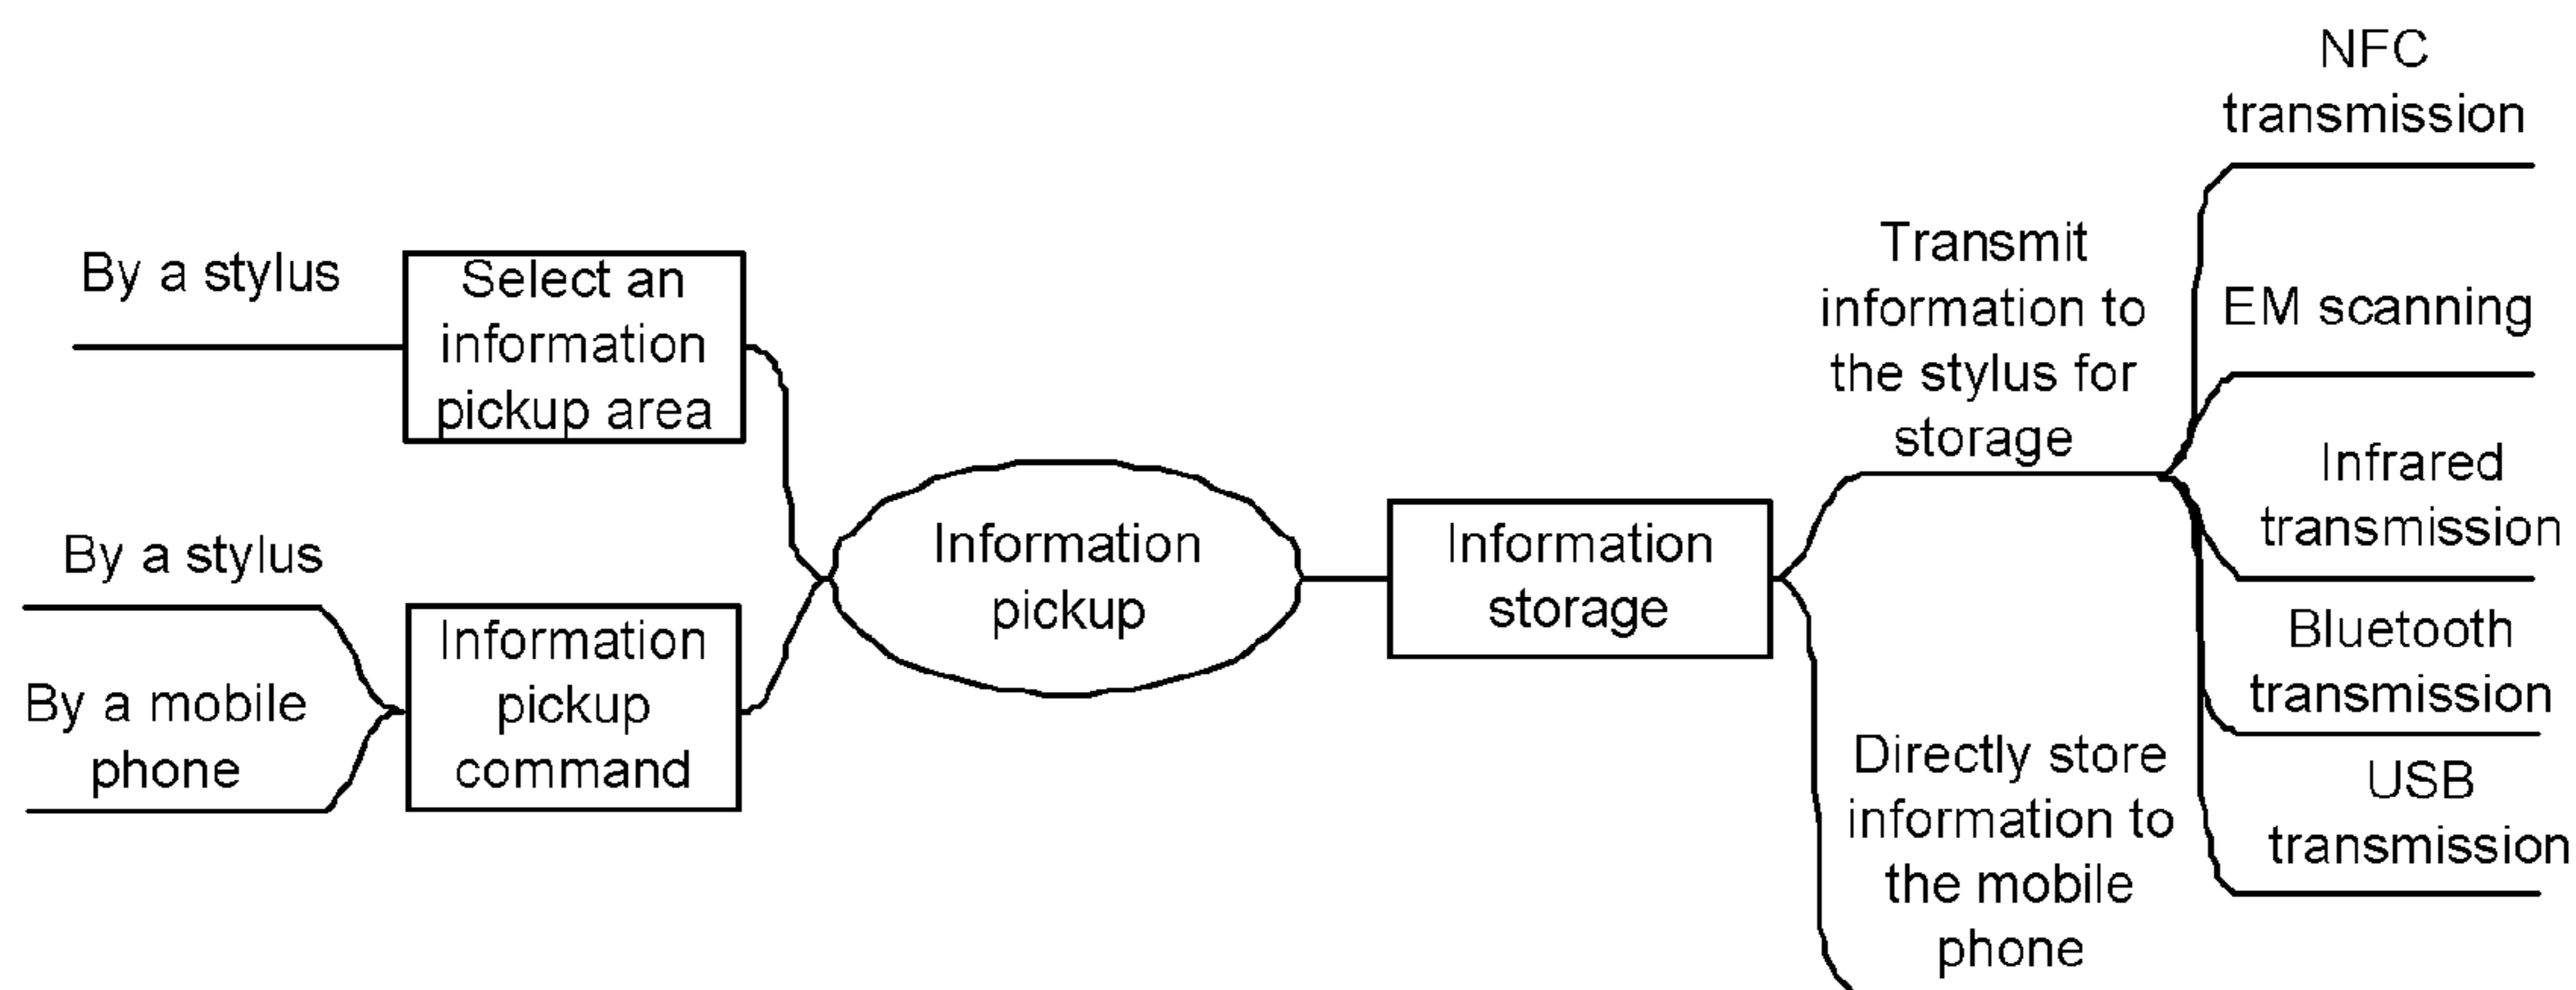 By a stylus
Select an
information
pickup area
By a stylus
By a mobile
phone
Information
pickup
command
Information
pickup
Information
storage
Transmit
information to
the stylus for
storage
Directly store
information to
the mobile
phone
NFC
transmission
EM scanning
Infrared
transmission
Bluetooth
transmission
USB
transmission